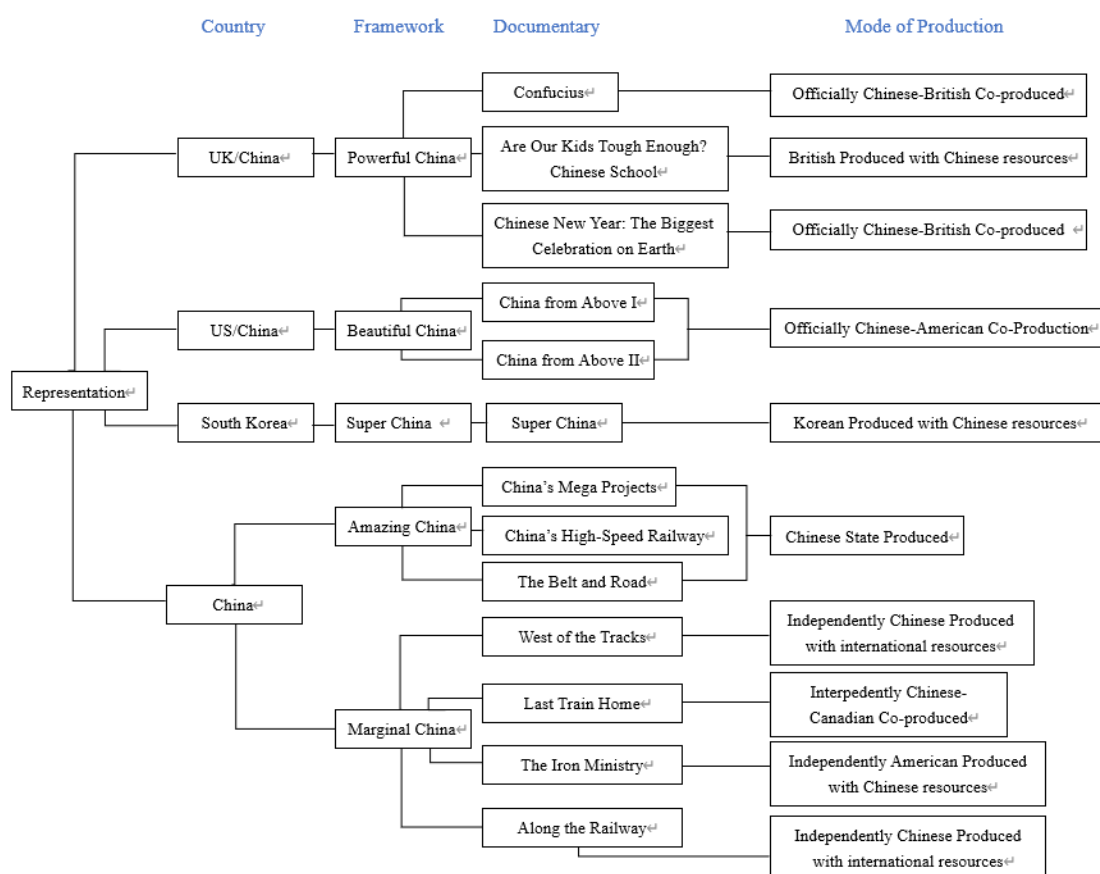 Country Framework Documentary Mode of Production
Confucius↵
Officially Chinese-British Co-produced↵
UK/China↵
Powerful China↵
Are Our Kids Tough Enough?
Chinese School↵
British Produced with Chinese resources↵
Chinese New Year: The Biggest
Celebration on Earth↵
Officially Chinese-British Co-produced ↵
China from Above I↵
US/China↵
Beautiful China↵
Officially Chinese-American Co-Production↵
China from Above II↵
Representation↵
South Korea↵
Super China ↵
Super China↵
Korean Produced with Chinese resources↵
China's Mega Projects↵
Amazing China↵
China's High-Speed Railway↵
Chinese State Produced↵
The Belt and Road↵
China↵
West of the Tracks↵
Independently Chinese Produced
with international resources↵
Last Train Home↵
Interpedently Chinese-
Canadian Co-produced↵
Marginal China↵
The Iron Ministry↵
Independently American Produced
with Chinese resources↵
Along the Railway↵
Independently Chinese Produced
with international resources↵